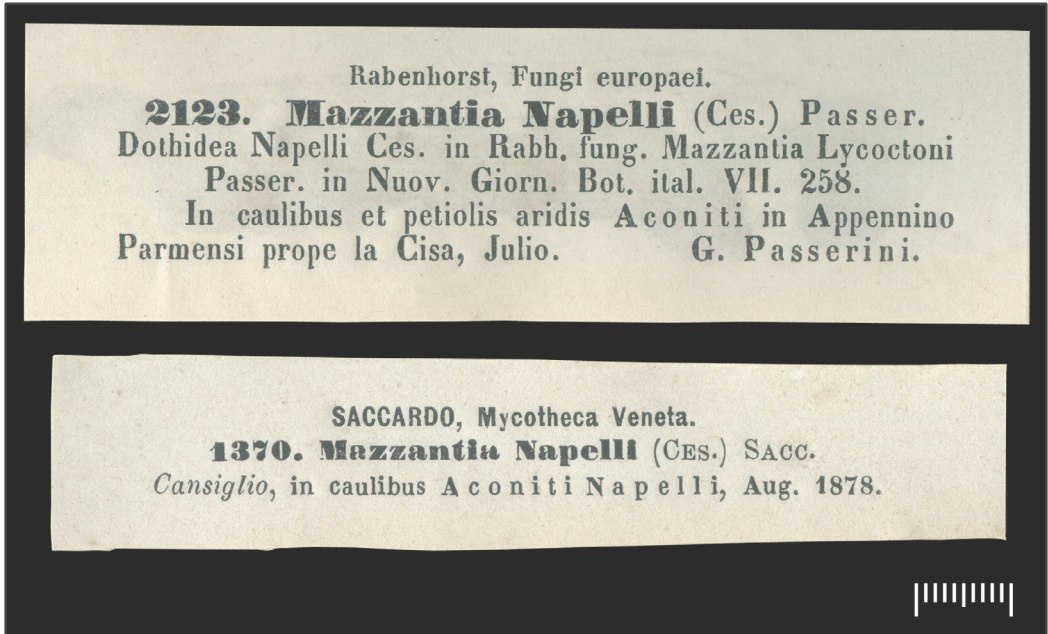 Rabenhorst, Fungi europaei.
2123. Mazzantia Napelli (Ces.) Passer.
Dothidea Napelli Ces. in Rabh. fung. Mazzantia Lycoctoni
Passer. in Nuov. Giorn. Bot. ital. VII. 258.
In caulibus et petiolis aridis Aconiti in Appennino
Parmensi prope la Cisa, Julio. G. Passerini.
SACCARDO, Mycotheca Veneta.
1370. Mazzantia Napelli (CES.) SACC.
Cansiglio, in caulibus Aconiti Napelli, Aug. 1878.